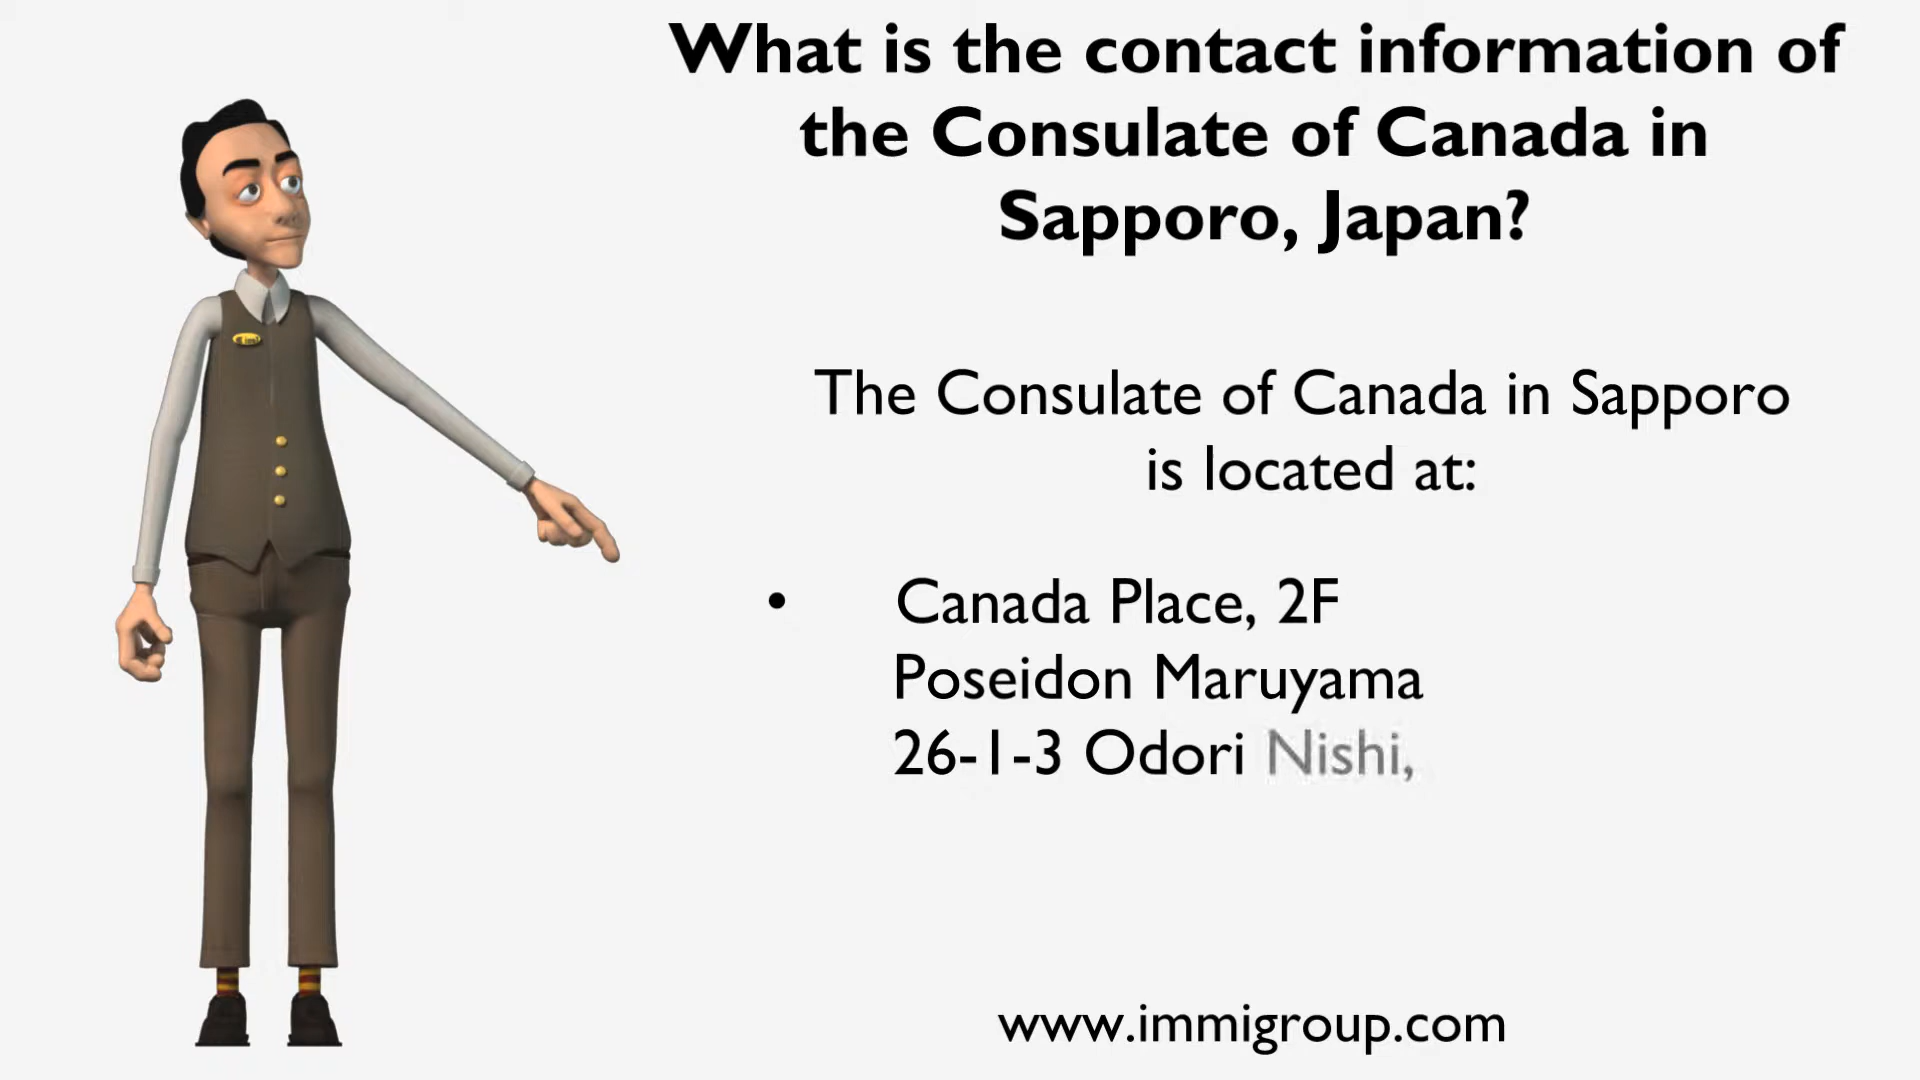 What is the contact information of
the Consulate of Canada in
Sapporo, Japan?
The Consulate of Canada in Sapporo
is located at:
• Canada Place, 2F
Poseidon Maruyama
26-1-3 Odori Nishi,
www.immigroup.com